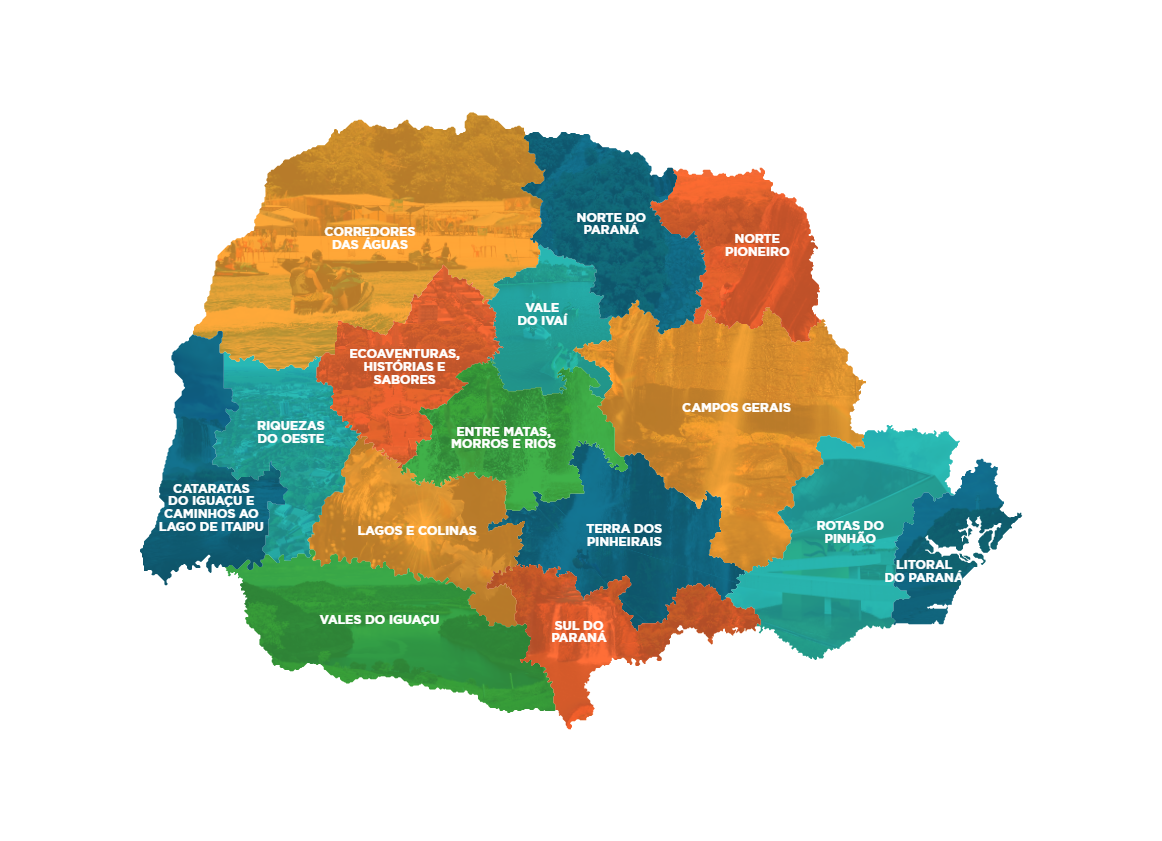 NORTE DO
PARANÁ
CORREDORES
DAS ÁGUAS
NORTE
PIONEIRO
VALE
DO IVAÍ
ECOAVENTURAS,
HISTÓRIAS E
SABORES
CAMPOS GERAIS
RIQUEZAS
DO OESTE
ENTRE MATAS,
MORROS E RIOS
CATARATAS
DO IGUAÇU E
CAMINHOS AO
LAGO DE ITAIPU
LAGOS E COLINAS
TERRA DOS
PINHEIRAIS
ROTAS DO
PINHÃO
LITORAL
DO PARANÁ
VALES DO IGUAÇU
SUL DO
PARANÁ